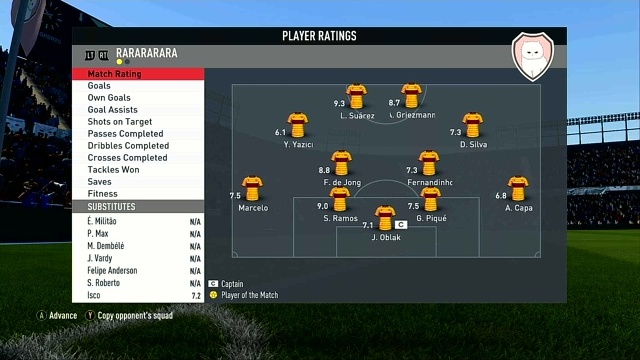 PLAYER RATINGS
LT RT RARARARARA
Match Rating
Goals
Own Goals
Goal Assists
Shots on Target
Passes Completed
Dribbles Completed
Crosses Completed
Tackles Won
Saves
Fitness
SUBSTITUTES
É. Militão N/A
P. Max N/A
M. Dembélé N/A
J. Vardy N/A
Felipe Anderson N/A
S. Roberto N/A
Isco 7.2
9.3 8.7
L. Suárez A. Griezmann
6.1 7.3
Y. Yazıcı D. Silva
8.8 7.3
F. de Jong Fernandinho
7.5 9.0 7.5 6.8
Marcelo S. Ramos G. Piqué A. Capa
7.1 C
J. Oblak
C Captain
Player of the Match
A Advance Y Copy opponent's squad